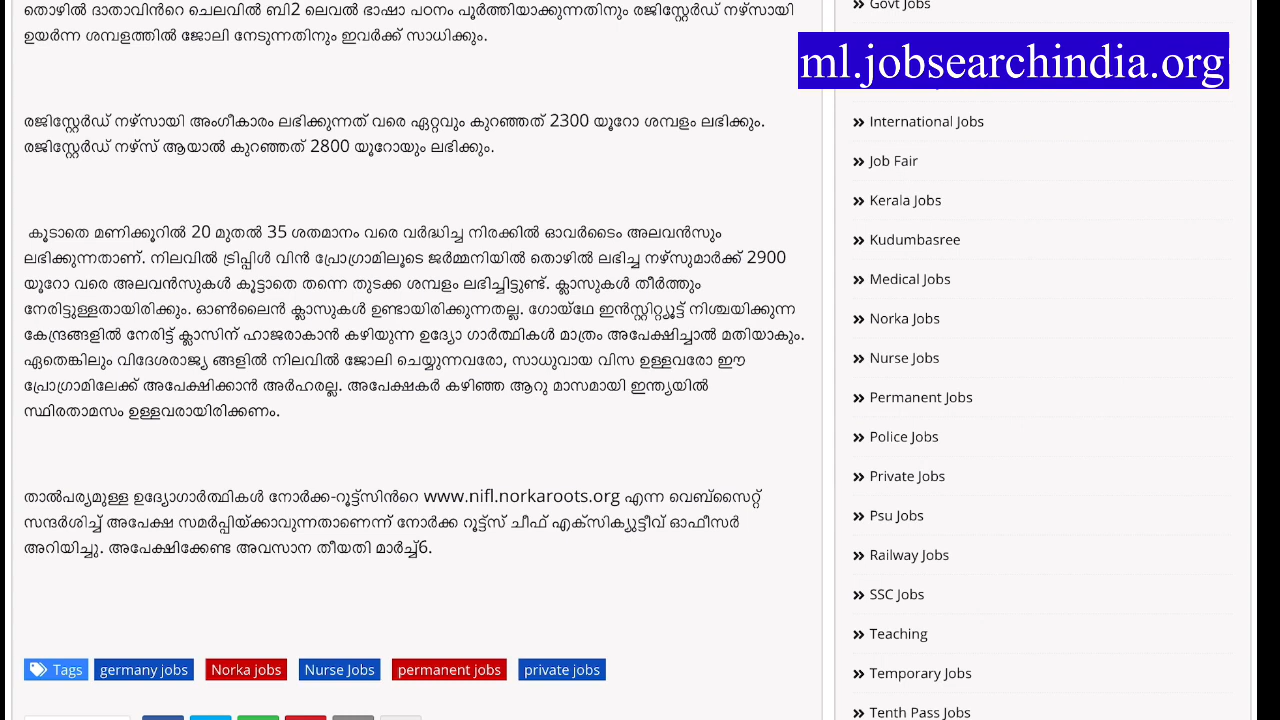 തൊഴിൽ ദാതാവിൻറെ ചെലവിൽ ബി2 ലെവൽ ഭാഷാ പഠനം പൂർത്തിയാക്കുന്നതിനും രജിസ്റ്റേർഡ് നഴ്സായി
ഉയർന്ന ശമ്പളത്തിൽ ജോലി നേടുന്നതിനും ഇവർക്ക് സാധിക്കും.
രജിസ്റ്റേർഡ് നഴ്സായി അംഗീകാരം ലഭിക്കുന്നത് വരെ ഏറ്റവും കുറഞ്ഞത് 2300 യൂറോ ശമ്പളം ലഭിക്കും.
രജിസ്റ്റേർഡ് നഴ്സ് ആയാൽ കുറഞ്ഞത് 2800 യൂറോയും ലഭിക്കും.
കൂടാതെ മണിക്കൂറിൽ 20 മുതൽ 35 ശതമാനം വരെ വർദ്ധിച്ച നിരക്കിൽ ഓവർടൈം അലവൻസും
ലഭിക്കുന്നതാണ്. നിലവിൽ ട്രിപ്പിൾ വിൻ പ്രോഗ്രാമിലൂടെ ജർമ്മനിയിൽ തൊഴിൽ ലഭിച്ച നഴ്സുമാർക്ക് 2900
യൂറോ വരെ അലവൻസുകൾ കൂട്ടാതെ തന്നെ തുടക്ക ശമ്പളം ലഭിച്ചിട്ടുണ്ട്. ക്ലാസുകൾ തീർത്തും
നേരിട്ടുള്ളതായിരിക്കും. ഓൺലൈൻ ക്ലാസുകൾ ഉണ്ടായിരിക്കുന്നതല്ല. ഗോയ്ഥേ ഇൻസ്റ്റിറ്റ്യൂട്ട് നിശ്ചയിക്കുന്ന
കേന്ദ്രങ്ങളിൽ നേരിട്ട് ക്ലാസിന് ഹാജരാകാൻ കഴിയുന്ന ഉദ്യോ ഗാർത്ഥികൾ മാത്രം അപേക്ഷിച്ചാൽ മതിയാകും.
ഏതെങ്കിലും വിദേശരാജ്യ ങ്ങളിൽ നിലവിൽ ജോലി ചെയ്യുന്നവരോ, സാധുവായ വിസ ഉള്ളവരോ ഈ
പ്രോഗ്രാമിലേക്ക് അപേക്ഷിക്കാൻ അർഹരല്ല. അപേക്ഷകർ കഴിഞ്ഞ ആറു മാസമായി ഇന്ത്യയിൽ
സ്ഥിരതാമസം ഉള്ളവരായിരിക്കണം.
താൽപര്യമുള്ള ഉദ്യോഗാർത്ഥികൾ നോർക്ക-റൂട്ട്സിൻറെ www.nifl.norkaroots.org എന്ന വെബ്സൈറ്റ്
സന്ദർശിച്ച് അപേക്ഷ സമർപ്പിയ്ക്കാവുന്നതാണെന്ന് നോർക്ക റൂട്ട്സ് ചീഫ് എക്സിക്യുട്ടീവ് ഓഫീസർ
അറിയിച്ചു. അപേക്ഷിക്കേണ്ട അവസാന തീയതി മാർച്ച്6.
Tags germany jobs Norka jobs Nurse Jobs permanent jobs private jobs
Govt Jobs
ml.jobsearchindia.org
International Jobs
Job Fair
Kerala Jobs
Kudumbasree
Medical Jobs
Norka Jobs
Nurse Jobs
Permanent Jobs
Police Jobs
Private Jobs
Psu Jobs
Railway Jobs
SSC Jobs
Teaching
Temporary Jobs
Tenth Pass Jobs